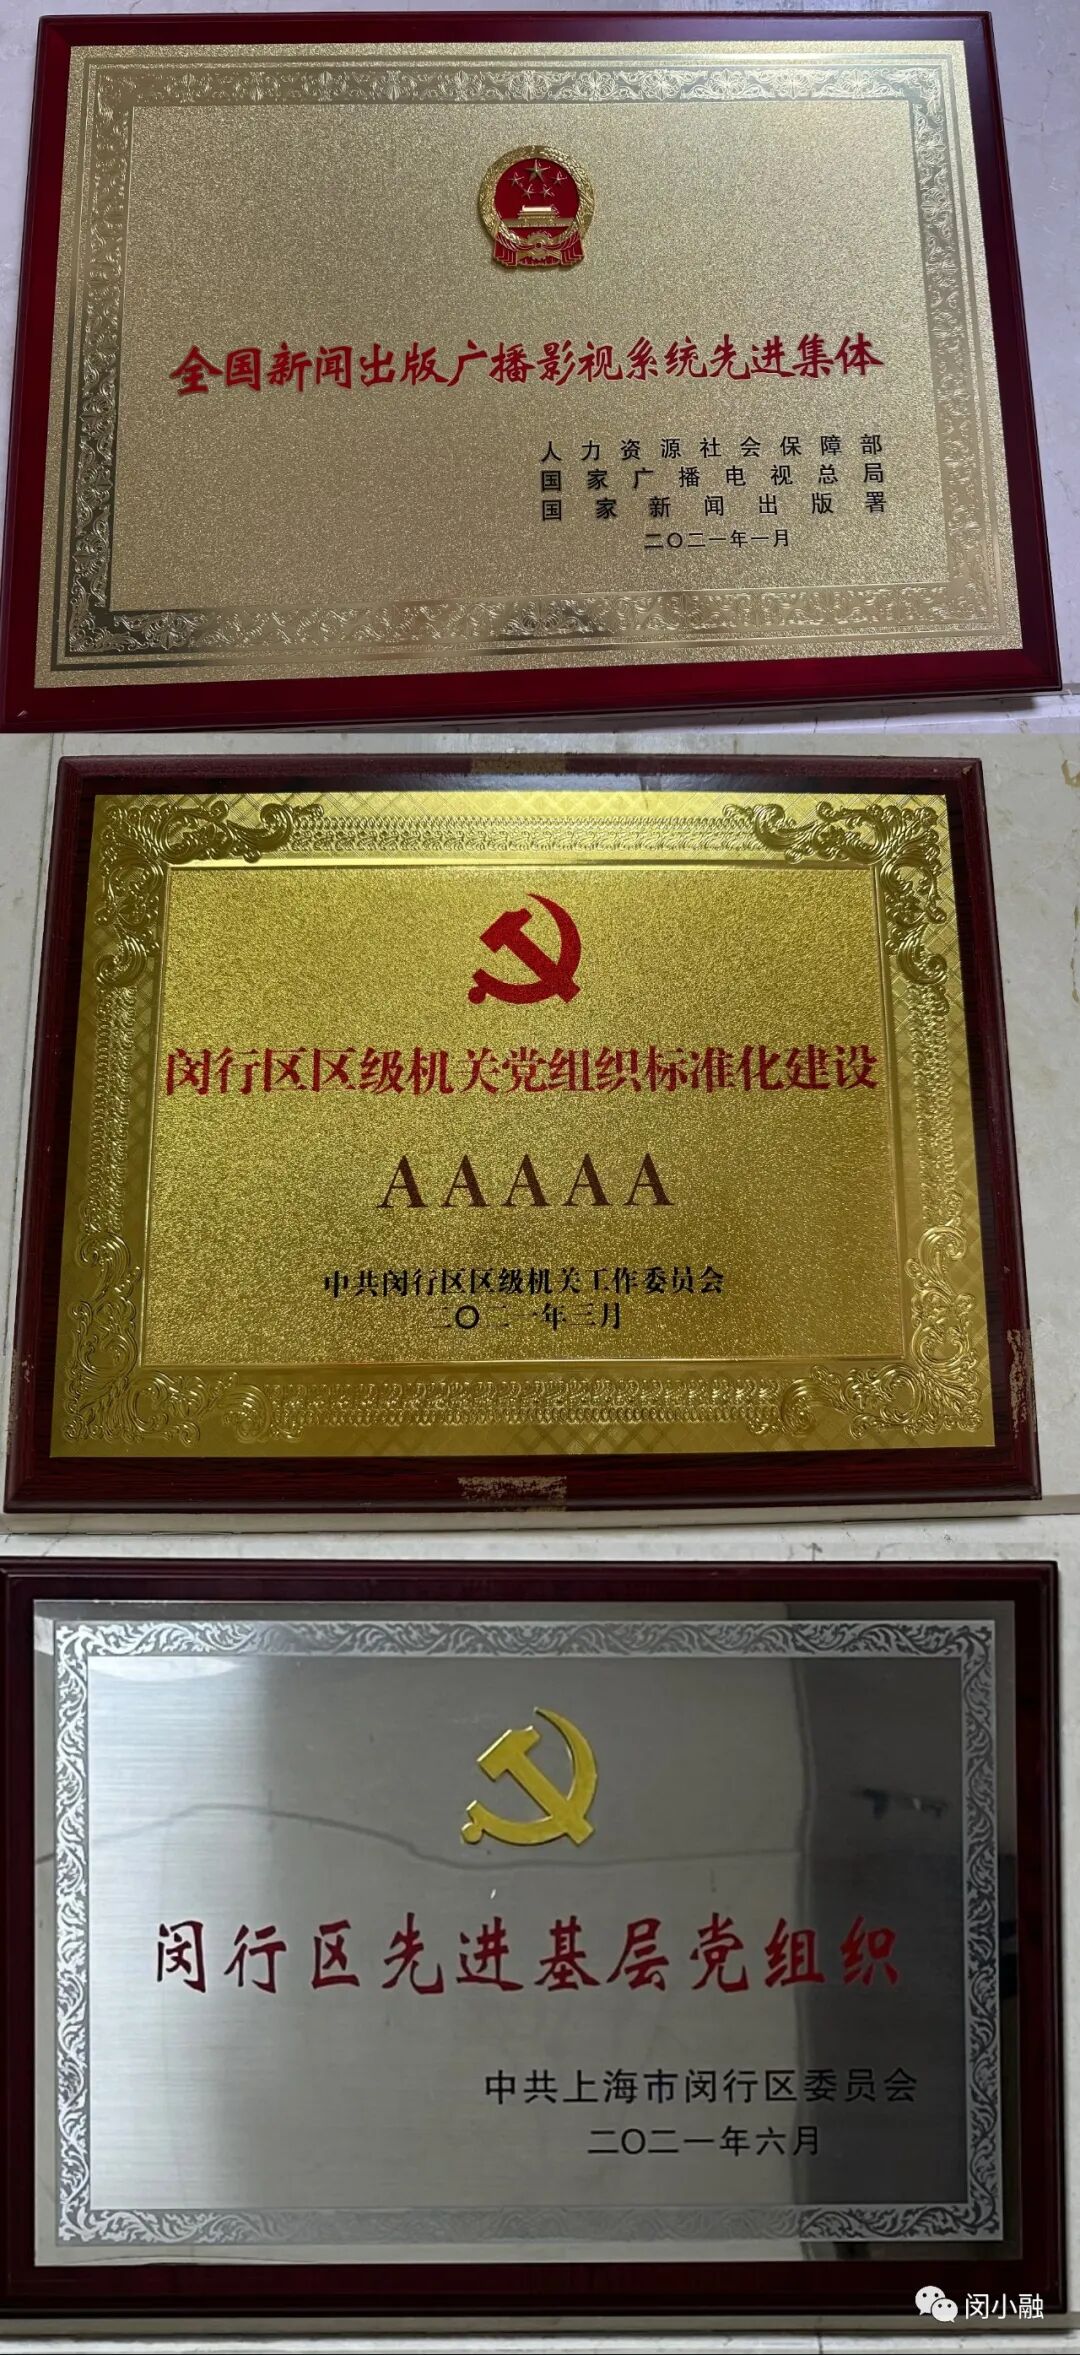 全国新闻出版广播影视系统先进集体
人力资源社会保障部
国家广播电视总局
国家新闻出版署
二〇二一年一月
闵行区区级机关党组织标准化建设
AAAAA
中共闵行区区级机关工作委员会
二〇二一年三月
闵行区先进基层党组织
中共上海市闵行区委员会
二〇二一年六月
闵小融